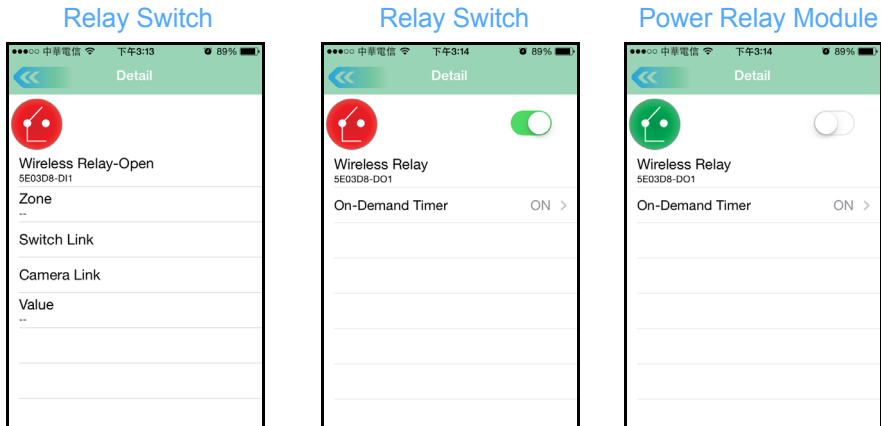 Relay Switch
Relay Switch
Power Relay Module
中華電信 下午3:13 89%
Detail
Wireless Relay-Open
5E03D8-DI1
Zone
--
Switch Link
Camera Link
Value
--
中華電信 下午3:14 89%
Detail
Wireless Relay
5E03D8-DO1
On-Demand Timer ON >
中華電信 下午3:14 89%
Detail
Wireless Relay
5E03D8-DO1
On-Demand Timer ON >